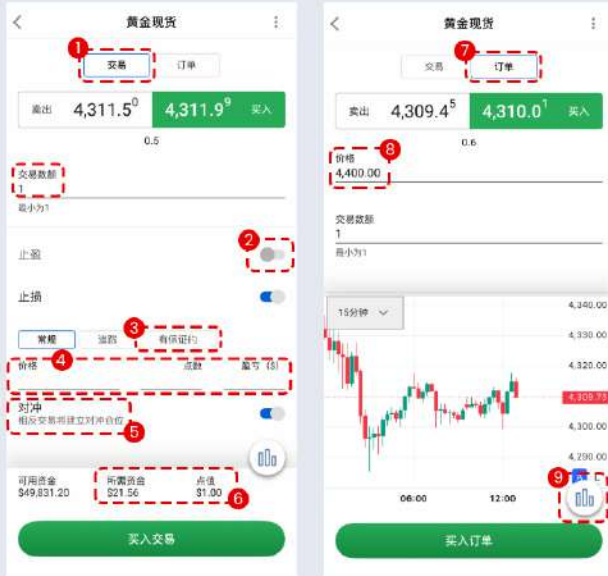 黄金现货
1
交易
订单
卖出
4,311.5⁰
4,311.9⁹
买入
0.5
交易数额
1
最小为1
2
止盈
止损
3
常规
追踪
有保证的
4
价格
点数
盈亏 ($)
对冲
相反交易将建立对冲仓位
5
可用资金
所需资金
点值
$49,831.20
$21.56
$1.00
6
买入交易
黄金现货
7
交易
订单
卖出
4,309.4⁵
4,310.0¹
买入
0.6
8
价格
4,400.00
交易数额
1
最小为1
15分钟
4,340.00
4,330.00
4,320.00
4,309.73
4,300.00
4,290.00
9
06:00
12:00
买入订单